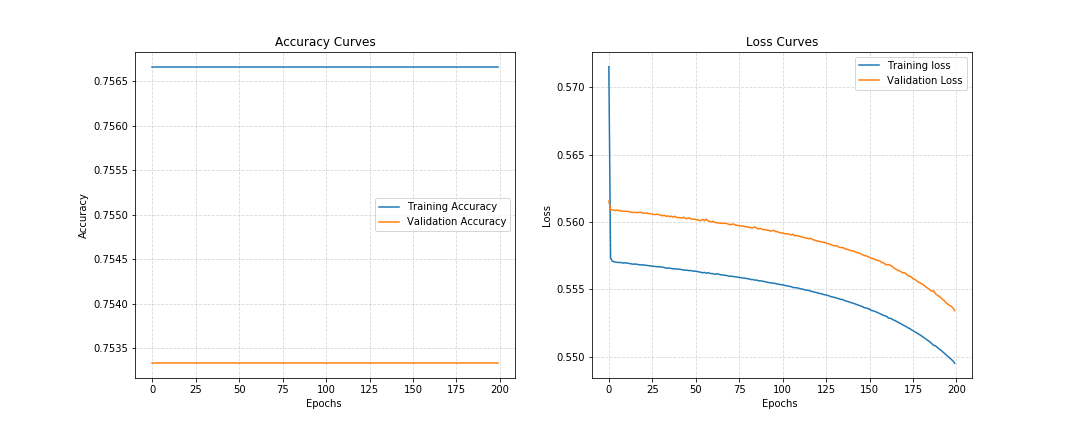 Accuracy Curves
0.7565
0.7560
0.7555
0.7550
0.7545
0.7540
0.7535
Accuracy
Training Accuracy
Validation Accuracy
0 25 50 75 100 125 150 175 200
Epochs
Loss Curves
0.570
0.565
0.560
0.555
0.550
Loss
Training loss
Validation Loss
0 25 50 75 100 125 150 175 200
Epochs